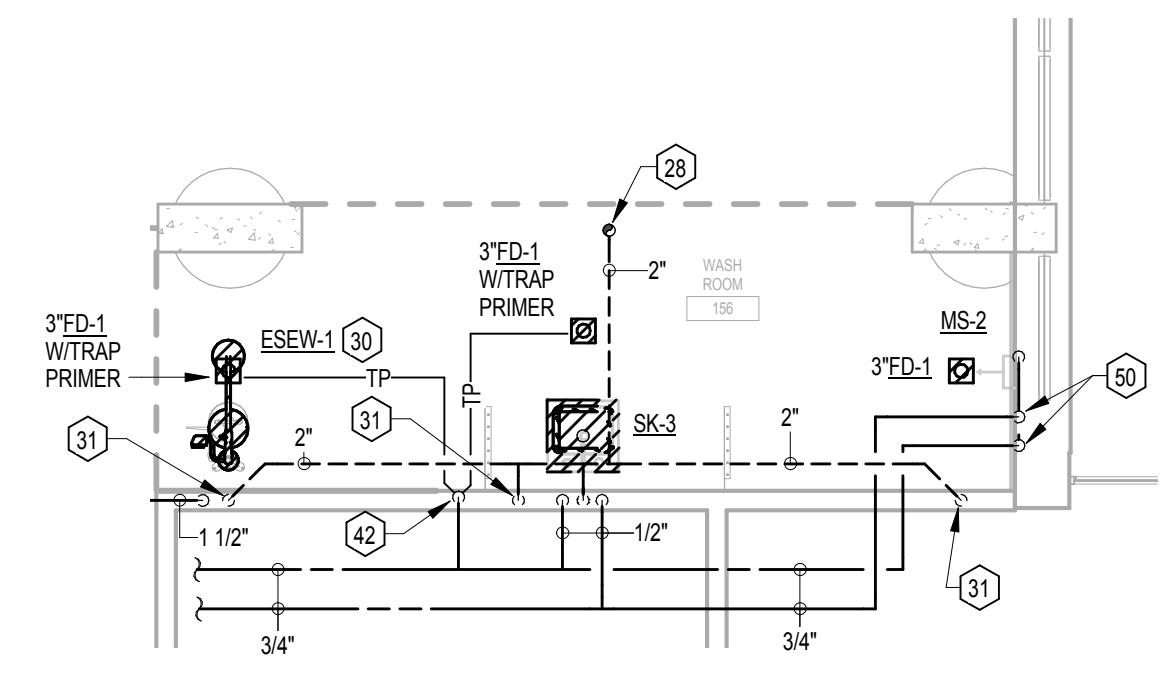 28
3"FD-1
W/TRAP
PRIMER
2"
WASH
ROOM
156
3"FD-1
W/TRAP
PRIMER
ESEW-1
30
MS-2
3"FD-1
50
TP
TP
31
SK-3
2"
2"
1 1/2"
42
1/2"
31
3/4"
3/4"